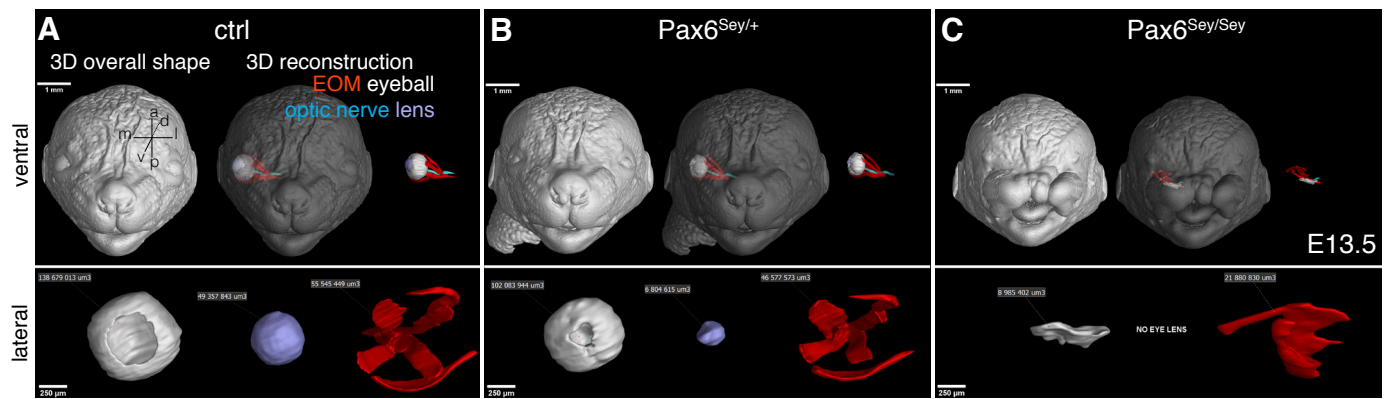 A
ctrl
3D overall shape
3D reconstruction
EOM eyeball
optic nerve lens
1 mm
a
d
m
l
v
p
ventral
B
Pax6Sey/+
1 mm
C
Pax6Sey/Sey
1 mm
E13.5
lateral
138 679 013 um3
49 357 843 um3
55 545 449 um3
250 µm
102 083 944 um3
6 804 615 um3
46 577 573 um3
250 µm
8 985 402 um3
NO EYE LENS
21 880 830 um3
250 µm